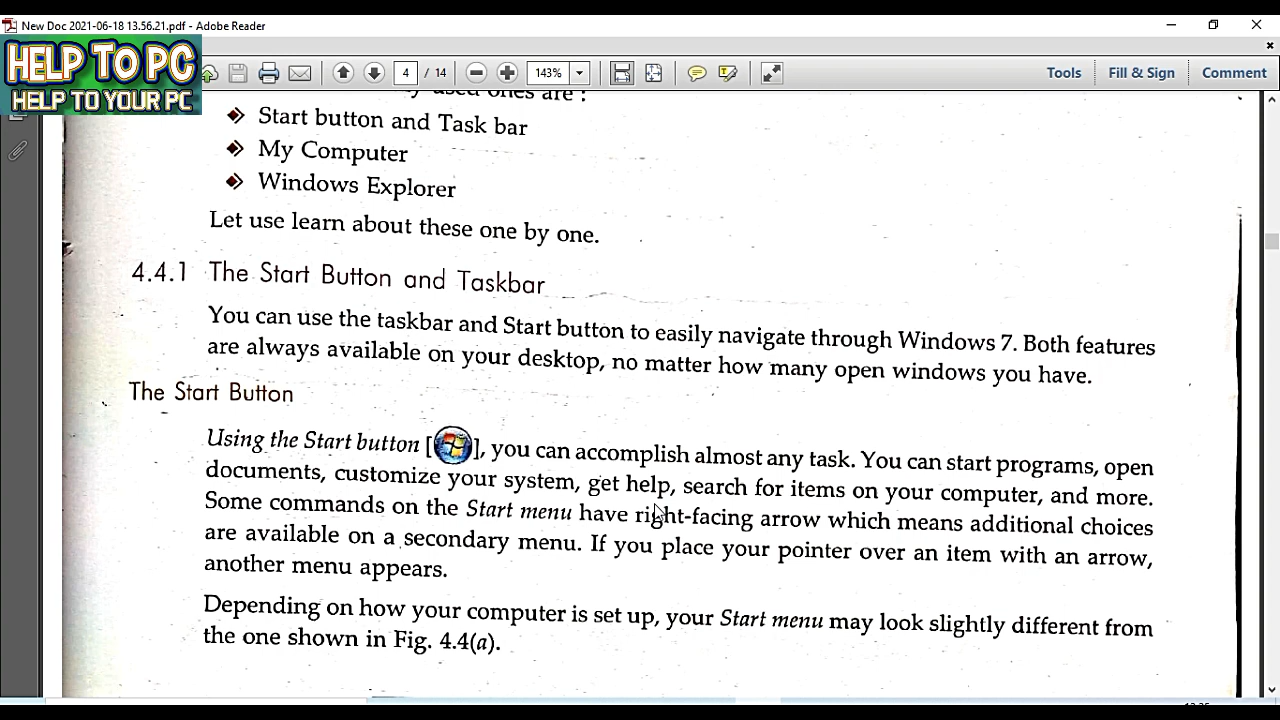 New Doc 2021-06-18 13.56.21.pdf - Adobe Reader
HELP TO PC
HELP TO YOUR PC
4 / 14
143%
Tools
Fill & Sign
Comment
used ones are :
Start button and Task bar
My Computer
Windows Explorer
Let use learn about these one by one.
4.4.1 The Start Button and Taskbar
You can use the taskbar and Start button to easily navigate through Windows 7. Both features
are always available on your desktop, no matter how many open windows you have.
The Start Button
Using the Start button [ ], you can accomplish almost any task. You can start programs, open
documents, customize your system, get help, search for items on your computer, and more.
Some commands on the Start menu have right-facing arrow which means additional choices
are available on a secondary menu. If you place your pointer over an item with an arrow,
another menu appears.
Depending on how your computer is set up, your Start menu may look slightly different from
the one shown in Fig. 4.4(a).